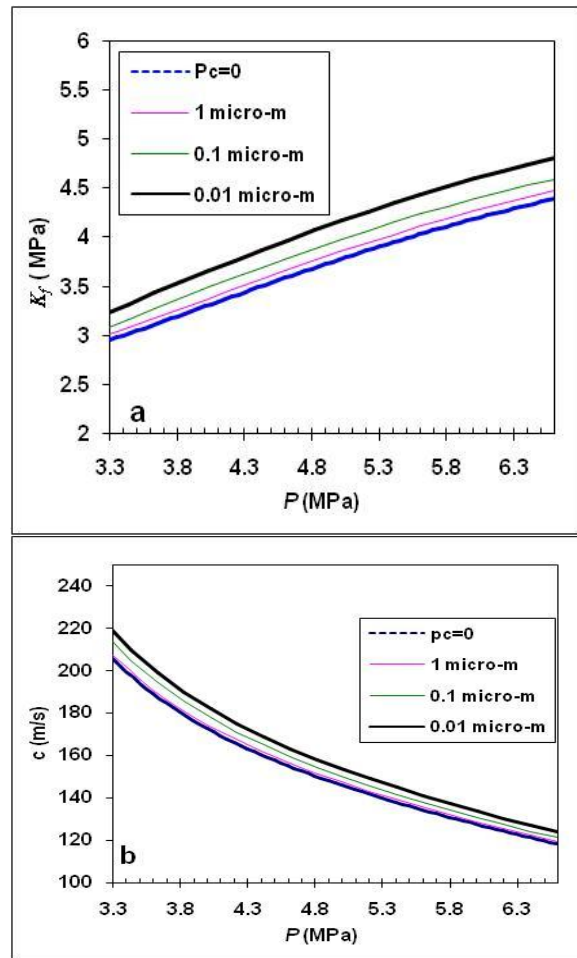 6
5.5
5
4.5
4
3.5
3
2.5
2
K_f ( MPa)
Pc=0
1 micro-m
0.1 micro-m
0.01 micro-m
a
3.3 3.8 4.3 4.8 5.3 5.8 6.3
P (MPa)
240
220
200
180
160
140
120
100
c (m/s)
pc=0
1 micro-m
0.1 micro-m
0.01 micro-m
b
3.3 3.8 4.3 4.8 5.3 5.8 6.3
P (MPa)